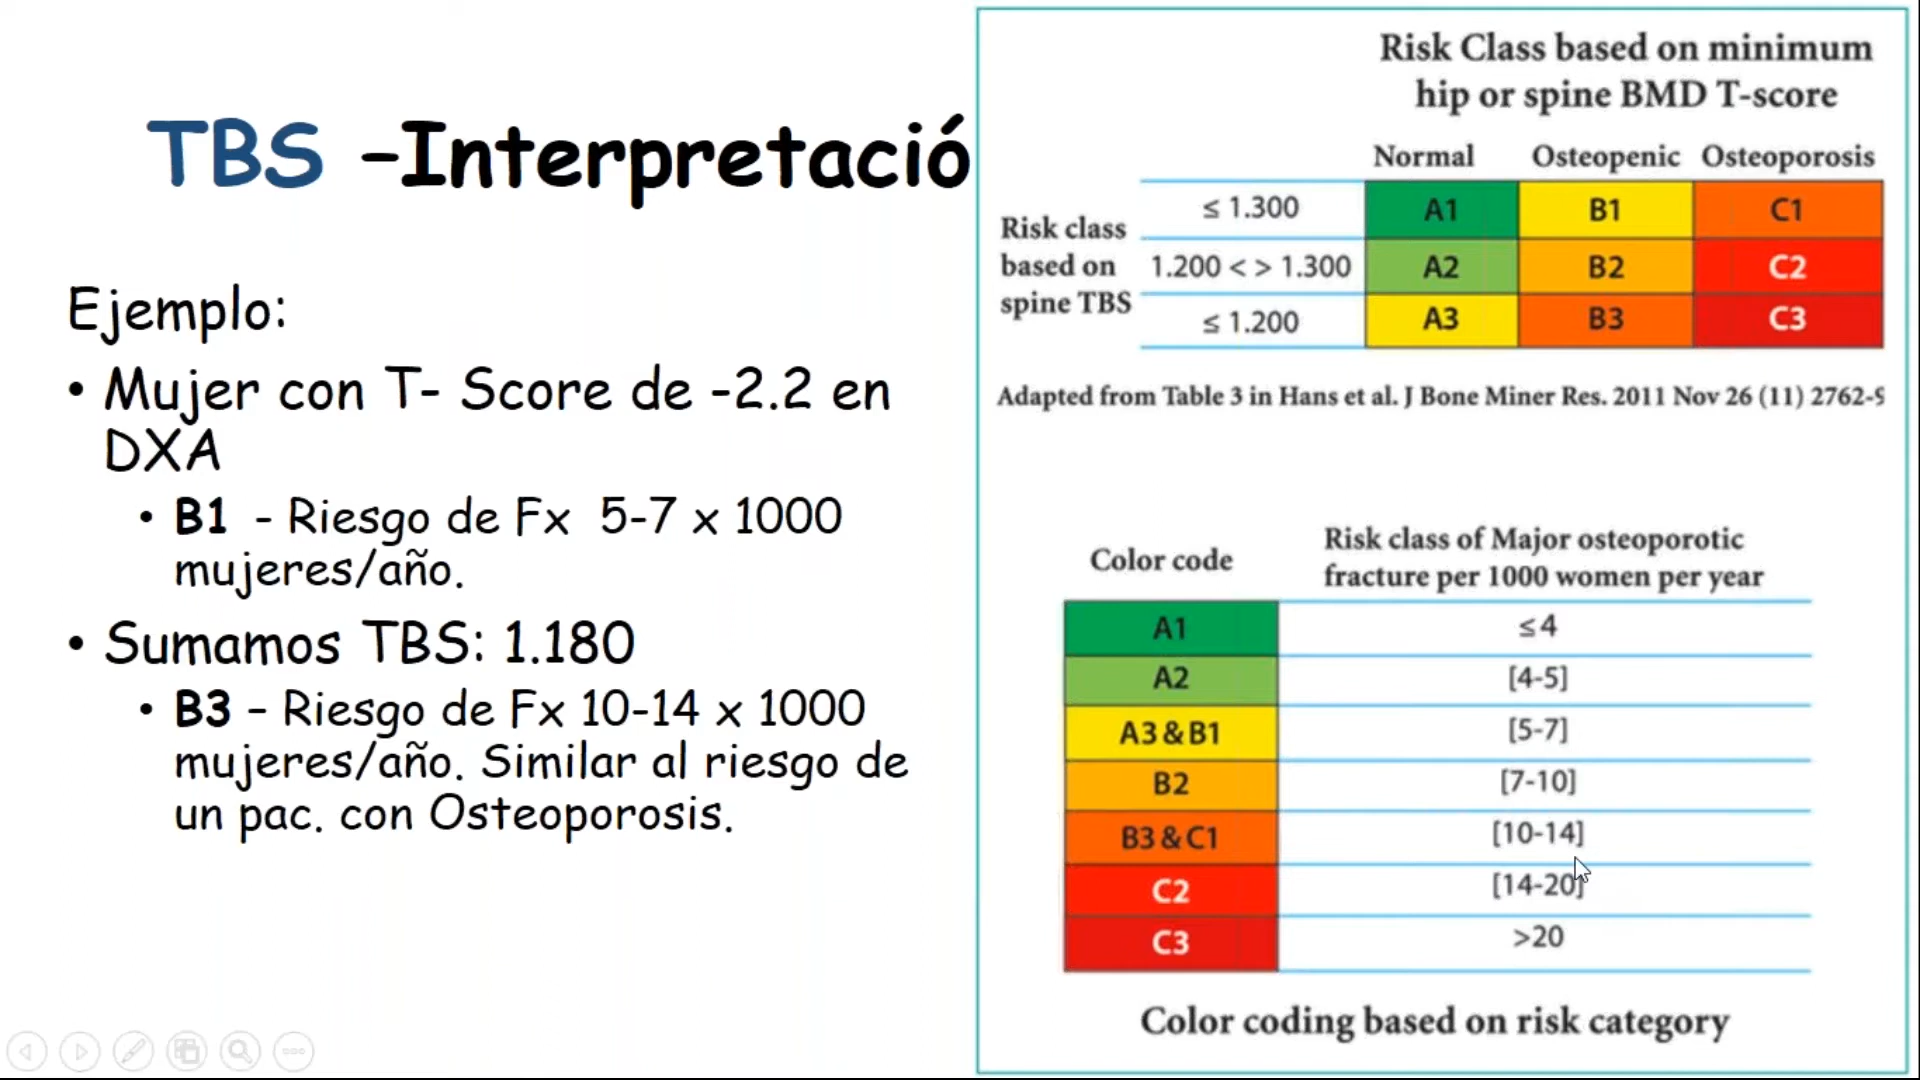 TBS –Interpretació
Ejemplo:
• Mujer con T- Score de -2.2 en
DXA
• B1 - Riesgo de Fx 5-7 x 1000
mujeres/año.
• Sumamos TBS: 1.180
• B3 – Riesgo de Fx 10-14 x 1000
mujeres/año. Similar al riesgo de
un pac. con Osteoporosis.
Risk Class based on minimum
hip or spine BMD T-score
Normal Osteopenic Osteoporosis
Risk class
based on
spine TBS
≤ 1.300 A1 B1 C1
1.200 < > 1.300 A2 B2 C2
≤ 1.200 A3 B3 C3
Adapted from Table 3 in Hans et al. J Bone Miner Res. 2011 Nov 26 (11) 2762-9
Color code
Risk class of Major osteoporotic
fracture per 1000 women per year
A1 ≤ 4
A2 [4-5]
A3 & B1 [5-7]
B2 [7-10]
B3 & C1 [10-14]
C2 [14-20]
C3 >20
Color coding based on risk category